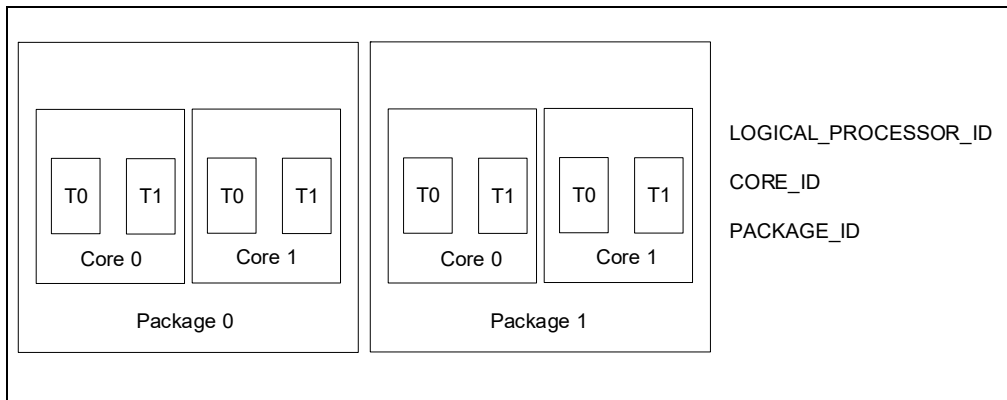 LOGICAL_PROCESSOR_ID
T0 T1 T0 T1 T0 T1 T0 T1
CORE_ID
PACKAGE_ID
Core 0 Core 1 Core 0 Core 1
Package 0 Package 1